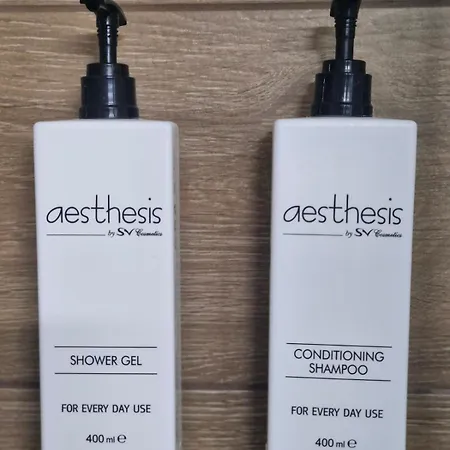 aesthesis
by SV Cosmetics
SHOWER GEL
FOR EVERY DAY USE
400 ml ℮
aesthesis
by SV Cosmetics
CONDITIONING
SHAMPOO
FOR EVERY DAY USE
400 ml ℮